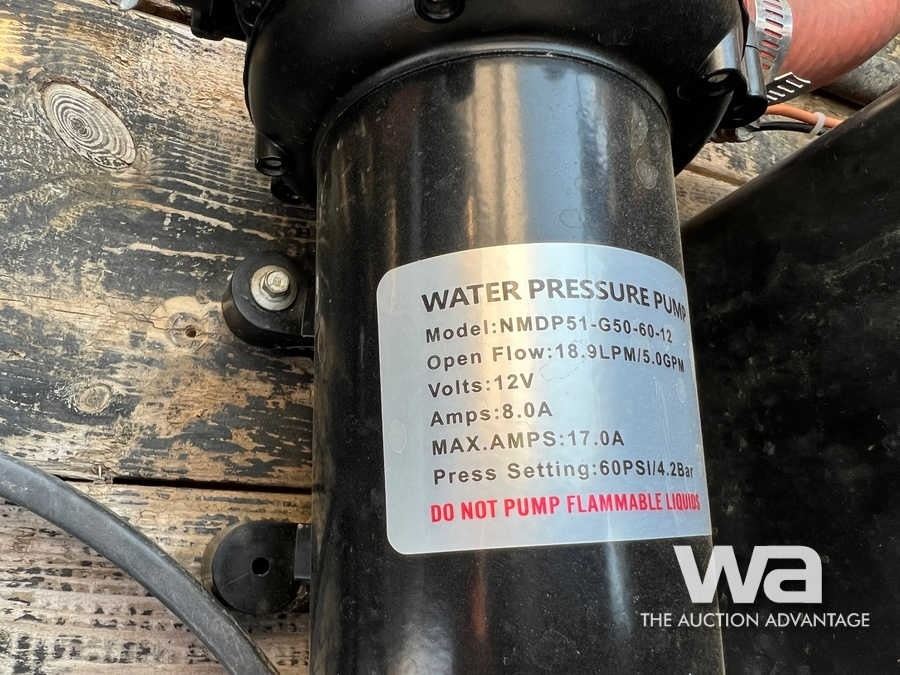 WATER PRESSURE PUMP
Model:NMDP51-G50-60-12
Open Flow:18.9LPM/5.0GPM
Volts:12V
Amps:8.0A
MAX.AMPS:17.0A
Press Setting:60PSI/4.2Bar
DO NOT PUMP FLAMMABLE LIQUIDS
wa
THE AUCTION ADVANTAGE